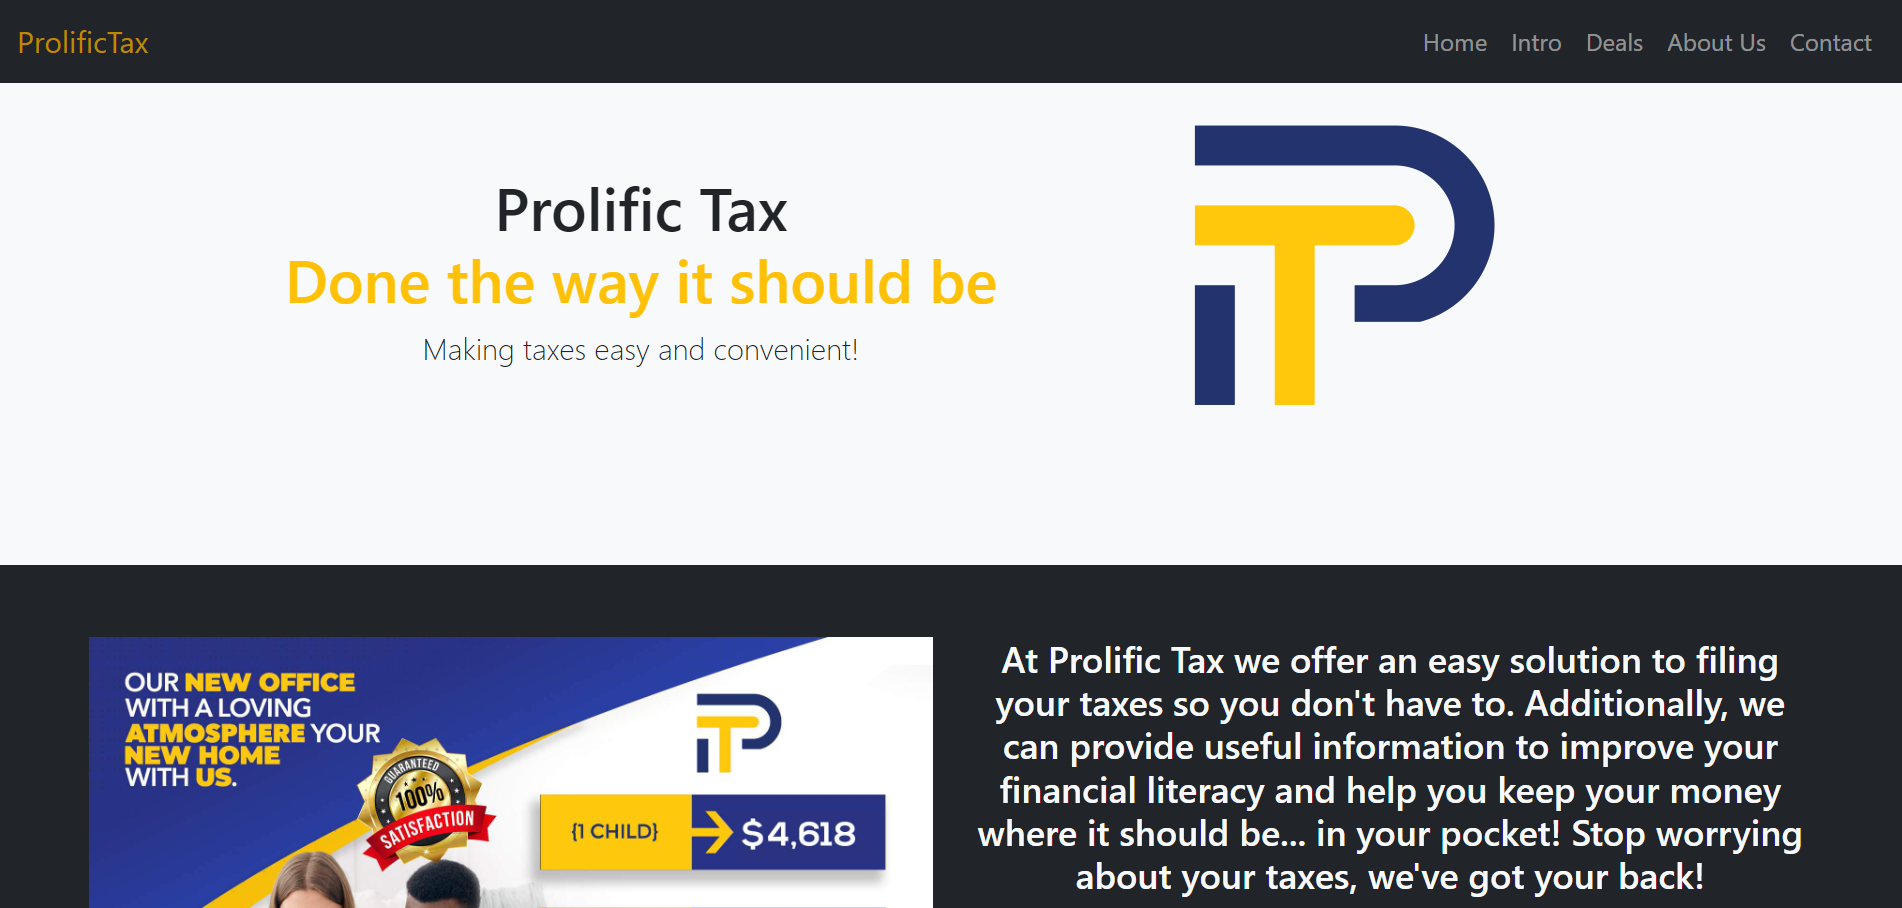 ProlificTax
Home Intro Deals About Us Contact
Prolific Tax
Done the way it should be
Making taxes easy and convenient!
OUR NEW OFFICE
WITH A LOVING
ATMOSPHERE YOUR
NEW HOME
WITH US.
GUARANTEED
100%
SATISFACTION
{1 CHILD}
$4,618
At Prolific Tax we offer an easy solution to filing
your taxes so you don't have to. Additionally, we
can provide useful information to improve your
financial literacy and help you keep your money
where it should be... in your pocket! Stop worrying
about your taxes, we've got your back!